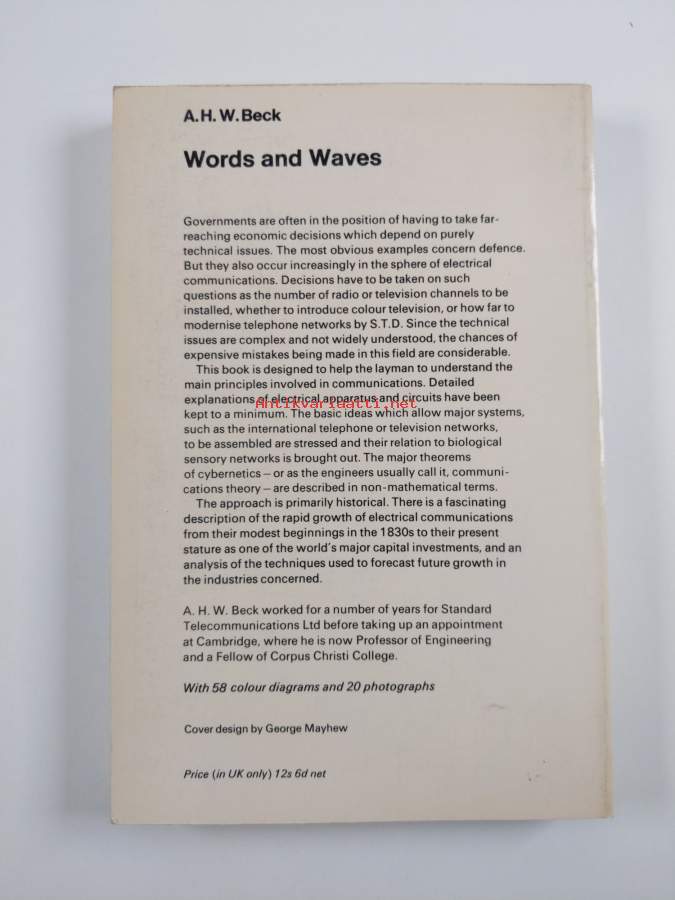 A. H. W. Beck
Words and Waves
Governments are often in the position of having to take far-
reaching economic decisions which depend on purely
technical issues. The most obvious examples concern defence.
But they also occur increasingly in the sphere of electrical
communications. Decisions have to be taken on such
questions as the number of radio or television channels to be
installed, whether to introduce colour television, or how far to
modernise telephone networks by S.T.D. Since the technical
issues are complex and not widely understood, the chances of
expensive mistakes being made in this field are considerable.
This book is designed to help the layman to understand the
main principles involved in communications. Detailed
explanations of electrical apparatus and circuits have been
Antikvariaatti.net
kept to a minimum. The basic ideas which allow major systems,
such as the international telephone or television networks,
to be assembled are stressed and their relation to biological
sensory networks is brought out. The major theorems
of cybernetics – or as the engineers usually call it, communi-
cations theory – are described in non-mathematical terms.
The approach is primarily historical. There is a fascinating
description of the rapid growth of electrical communications
from their modest beginnings in the 1830s to their present
stature as one of the world's major capital investments, and an
analysis of the techniques used to forecast future growth in
the industries concerned.
A. H. W. Beck worked for a number of years for Standard
Telecommunications Ltd before taking up an appointment
at Cambridge, where he is now Professor of Engineering
and a Fellow of Corpus Christi College.
With 58 colour diagrams and 20 photographs
Cover design by George Mayhew
Price (in UK only) 12s 6d net